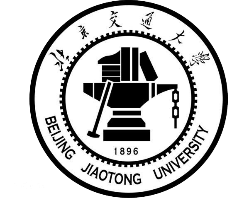 北京交通大学
1896
BEIJING JIAOTONG UNIVERSITY